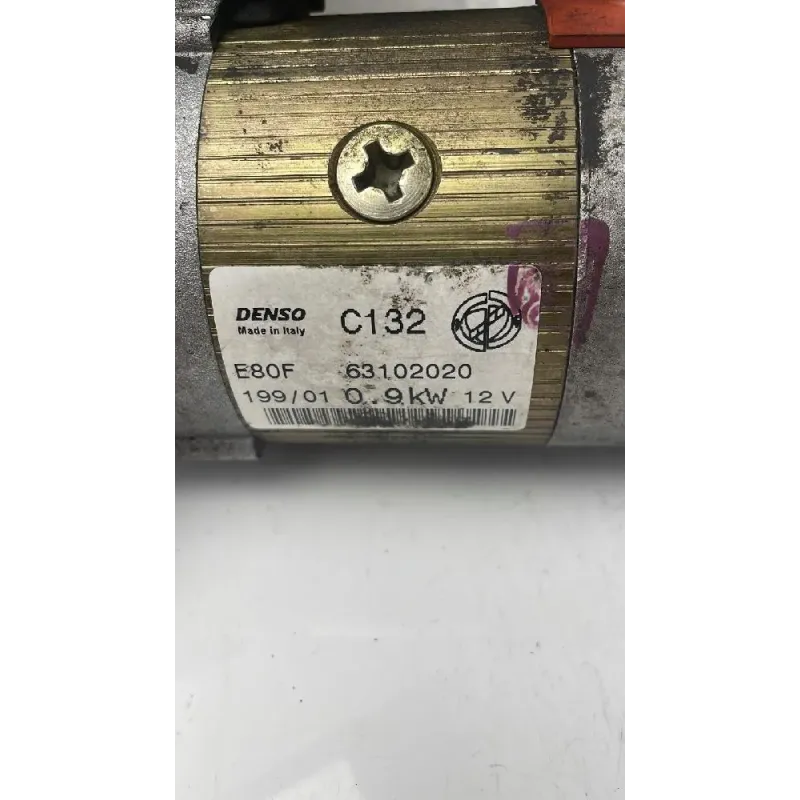 DENSO C132
Made in Italy
E80F 63102020
199/01 0.9kW 12 V